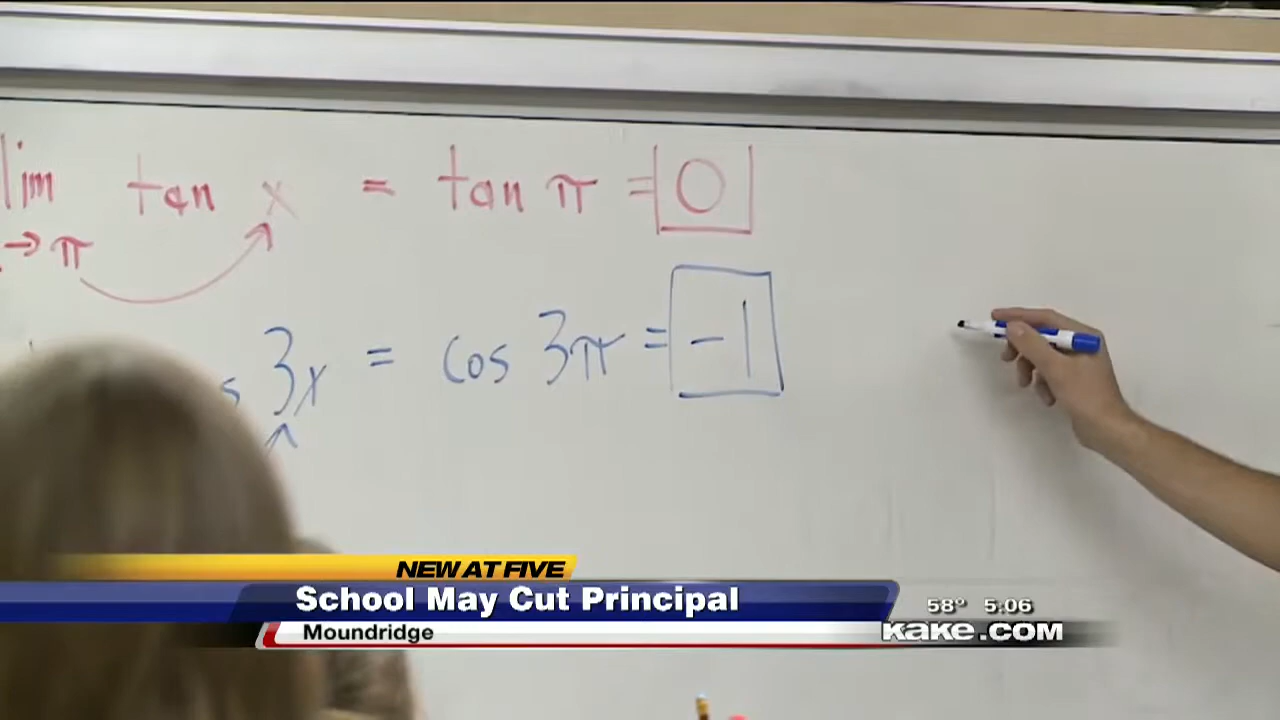 lim tan x = tan π = 0
→ π
3x = cos 3π = -1
NEW AT FIVE
School May Cut Principal
58° 5:06
Moundridge
KAKE.COM